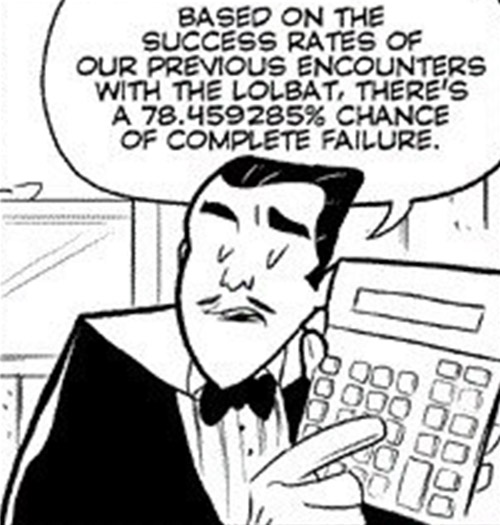 BASED ON THE
SUCCESS RATES OF
OUR PREVIOUS ENCOUNTERS
WITH THE LOLBAT, THERE'S
A 78.459285% CHANCE
OF COMPLETE FAILURE.